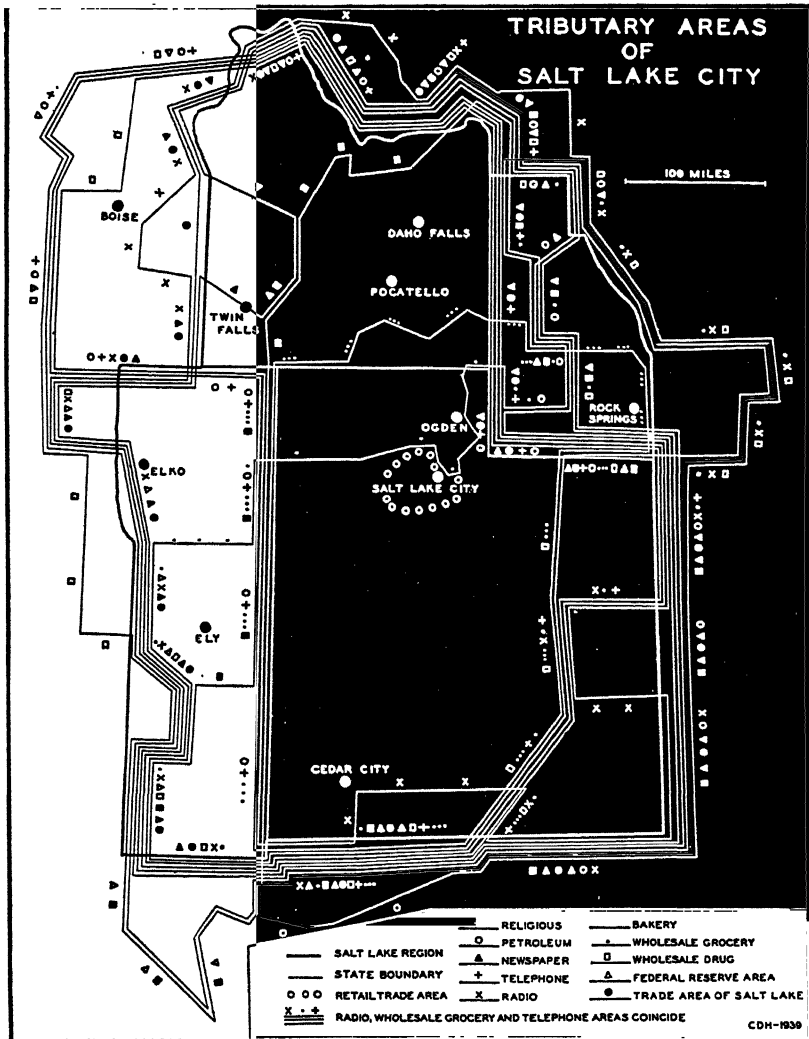 TRIBUTARY AREAS
OF
SALT LAKE CITY
100 MILES
BOISE
DAHO FALLS
POCATELLO
TWIN
FALLS
OGDEN
ROCK
SPRINGS
ELKO
SALT LAKE CITY
ELY
CEDAR CITY
SALT LAKE REGION
STATE BOUNDARY
RETAIL TRADE AREA
RELIGIOUS
PETROLEUM
NEWSPAPER
TELEPHONE
RADIO
BAKERY
WHOLESALE GROCERY
WHOLESALE DRUG
FEDERAL RESERVE AREA
TRADE AREA OF SALT LAKE
RADIO, WHOLESALE GROCERY AND TELEPHONE AREAS COINCIDE
CDH-1939